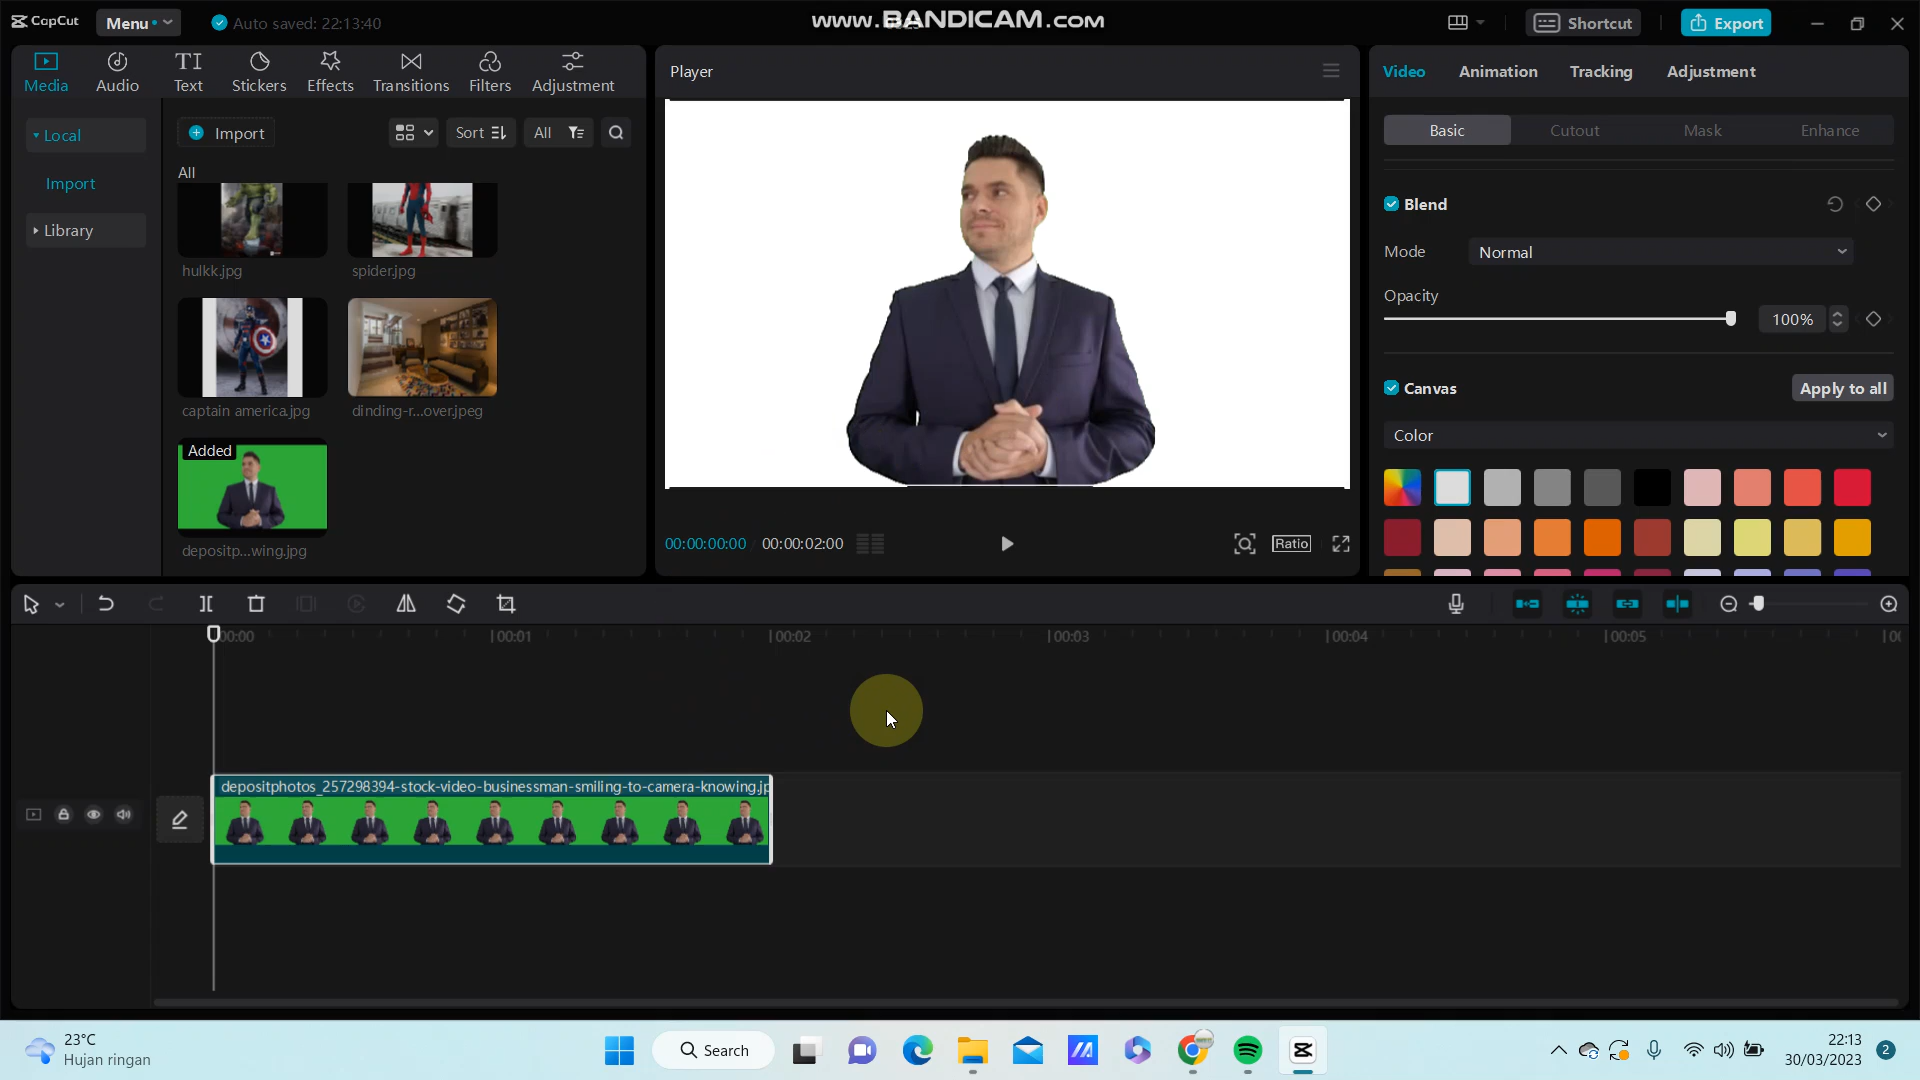 CapCut
Menu
Auto saved: 22:13:40
www.BANDICAM.com
Shortcut
Export
Media
Audio
Text
Stickers
Effects
Transitions
Filters
Adjustment
Player
Video
Animation
Tracking
Adjustment
Local
Import
Library
Import
Sort
All
All
hulkk.jpg
spider.jpg
captain america.jpg
dinding-r...over.jpeg
Added
depositp...wing.jpg
00:00:00:00
00:00:02:00
Ratio
Basic
Cutout
Mask
Enhance
Blend
Mode
Normal
Opacity
100%
Canvas
Apply to all
Color
00:00
00:01
00:02
00:03
00:04
00:05
depositphotos_257298394-stock-video-businessman-smiling-to-camera-knowing.jp
23°C
Hujan ringan
Search
22:13
30/03/2023
2